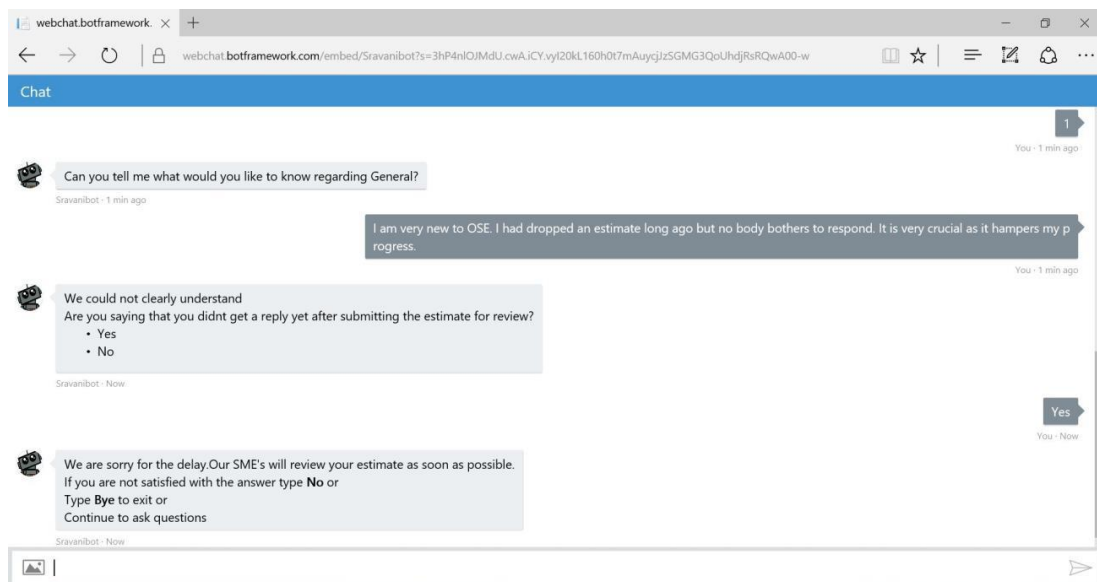 webchat.botframework.
webchat.botframework.com/embed/Sravanibot?s=3hP4nlOJMdU.cwA.iCY.vyI20kL160h0t7mAuycjJzSGMG3QoUhdjRsRQwA00-w
Chat
1
You · 1 min ago
Can you tell me what would you like to know regarding General?
Sravanibot · 1 min ago
I am very new to OSE. I had dropped an estimate long ago but no body bothers to respond. It is very crucial as it hampers my p
rogress.
You · 1 min ago
We could not clearly understand
Are you saying that you didnt get a reply yet after submitting the estimate for review?
• Yes
• No
Sravanibot · Now
Yes
You · Now
We are sorry for the delay.Our SME's will review your estimate as soon as possible.
If you are not satisfied with the answer type No or
Type Bye to exit or
Continue to ask questions
Sravanibot · Now